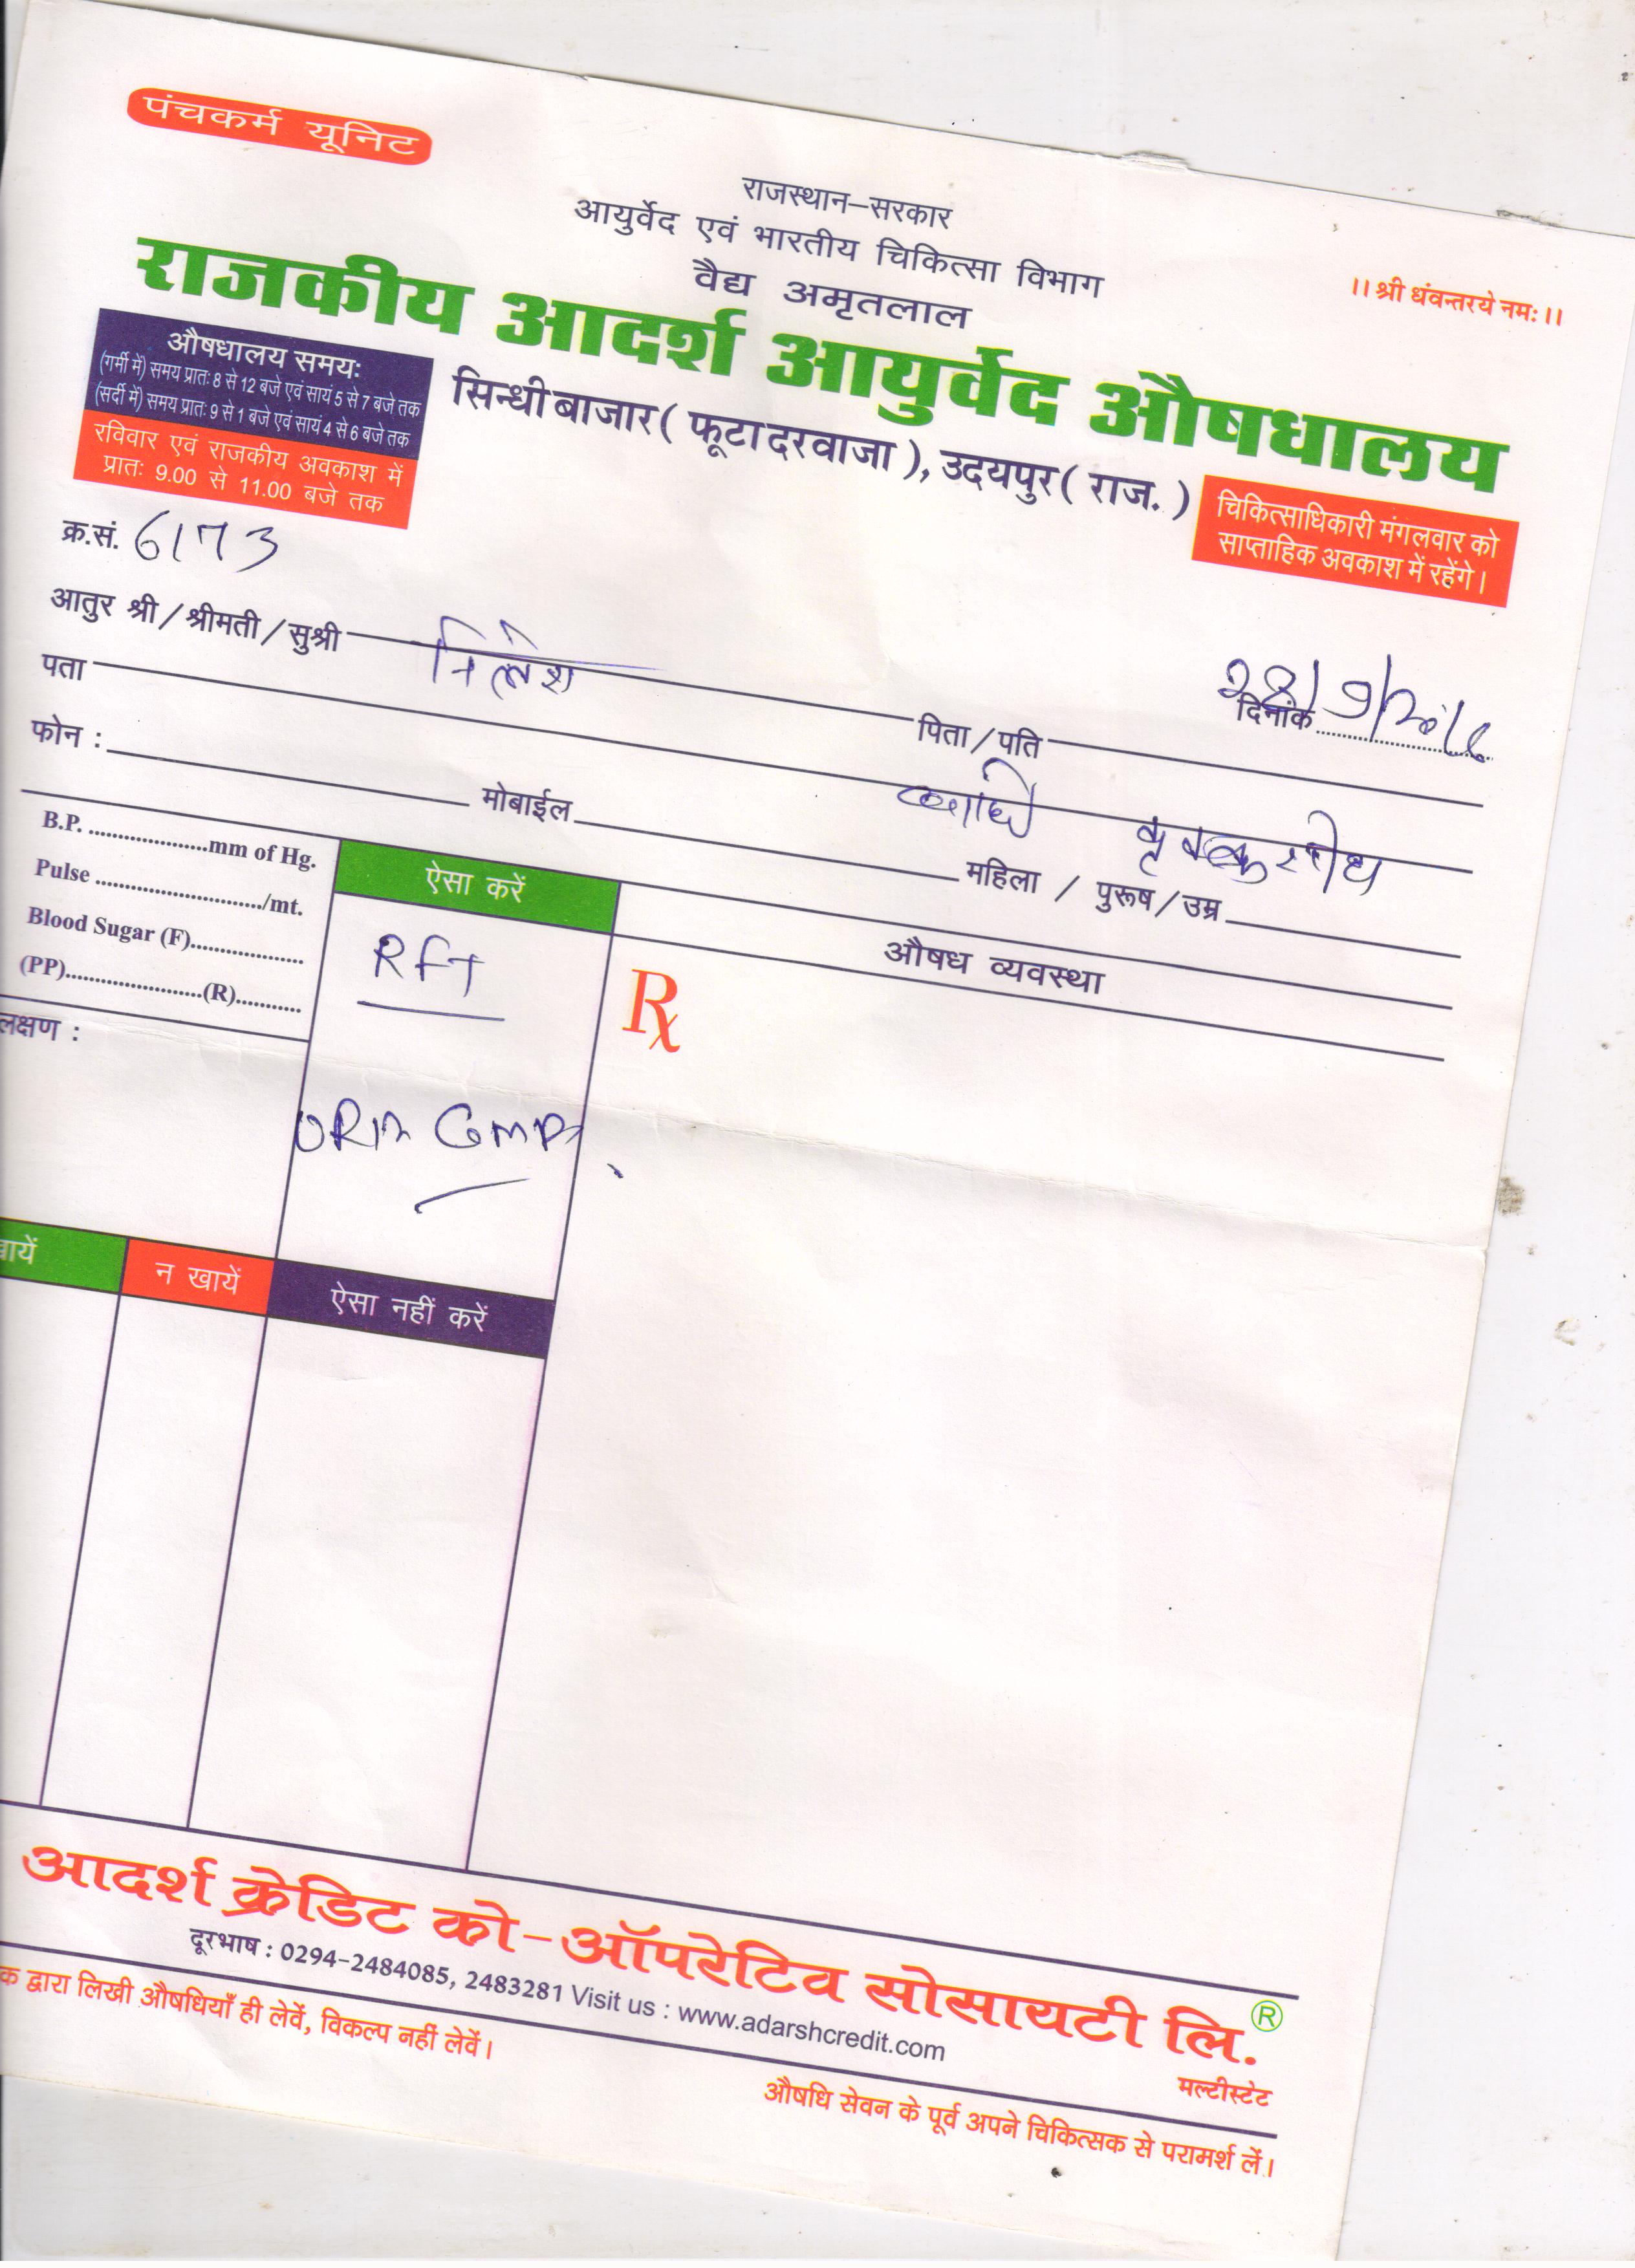 पंचकर्म यूनिट
राजस्थान–सरकार
आयुर्वेद एवं भारतीय चिकित्सा विभाग
वैद्य अमृतलाल
।। श्री धंवन्तरये नमः ।।
राजकीय आदर्श आयुर्वेद औषधालय
सिन्धी बाजार ( फूटा दरवाजा ), उदयपुर ( राज. )
औषधालय समयः
(गर्मी में) समय प्रातः 8 से 12 बजे एवं सायं 5 से 7 बजे तक
(सर्दी में) समय प्रातः 9 से 1 बजे एवं सायं 4 से 6 बजे तक
रविवार एवं राजकीय अवकाश में
प्रातः 9.00 से 11.00 बजे तक
चिकित्साधिकारी मंगलवार को
साप्ताहिक अवकाश में रहेंगे।
क्र.सं. 6173
दिनांक 28/9/2016
आतुर श्री / श्रीमती / सुश्री
पिता / पति
पता
फोन :
मोबाईल
महिला / पुरूष / उम्र
B.P. ....................mm of Hg.
Pulse ............................/mt.
Blood Sugar (F)...................
(PP).......................(R)...........
लक्षण :
ऐसा करें
RFT
औषध व्यवस्था
Rx
न खायें
ऐसा नहीं करें
आदर्श क्रेडिट को-ऑपरेटिव सोसायटी लि.®
मल्टीस्टेट
दूरभाष : 0294-2484085, 2483281 Visit us : www.adarshcredit.com
द्वारा लिखी औषधियाँ ही लेवें, विकल्प नहीं लेवें।
औषधि सेवन के पूर्व अपने चिकित्सक से परामर्श लें।